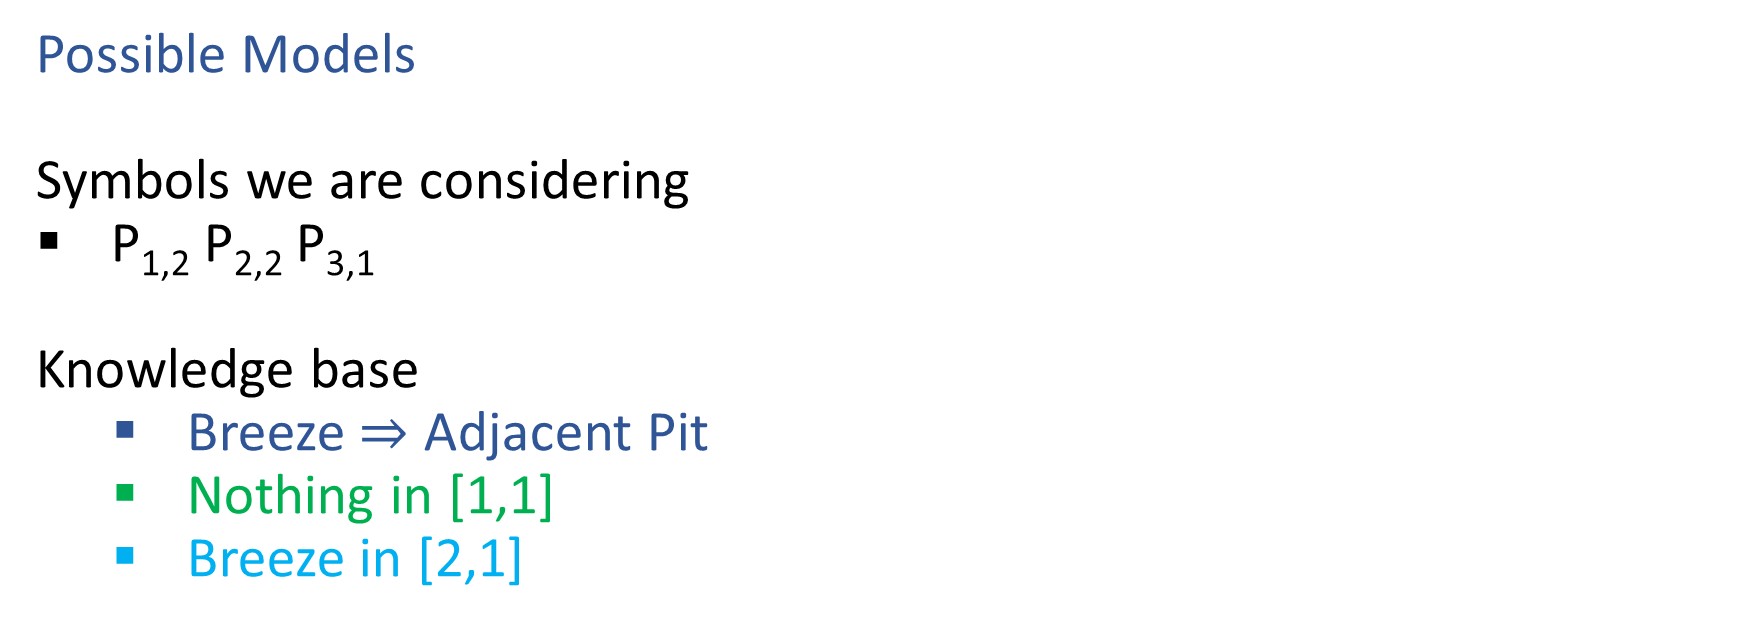 Possible Models
Symbols we are considering
▪ P1,2 P2,2 P3,1
Knowledge base
▪ Breeze ⇒ Adjacent Pit
▪ Nothing in [1,1]
▪ Breeze in [2,1]